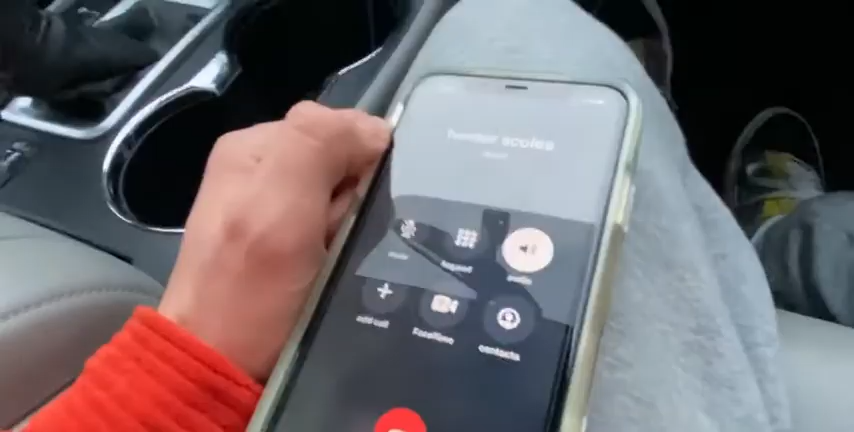 hunter scoles
mute
keypad
audio
add call
FaceTime
contacts